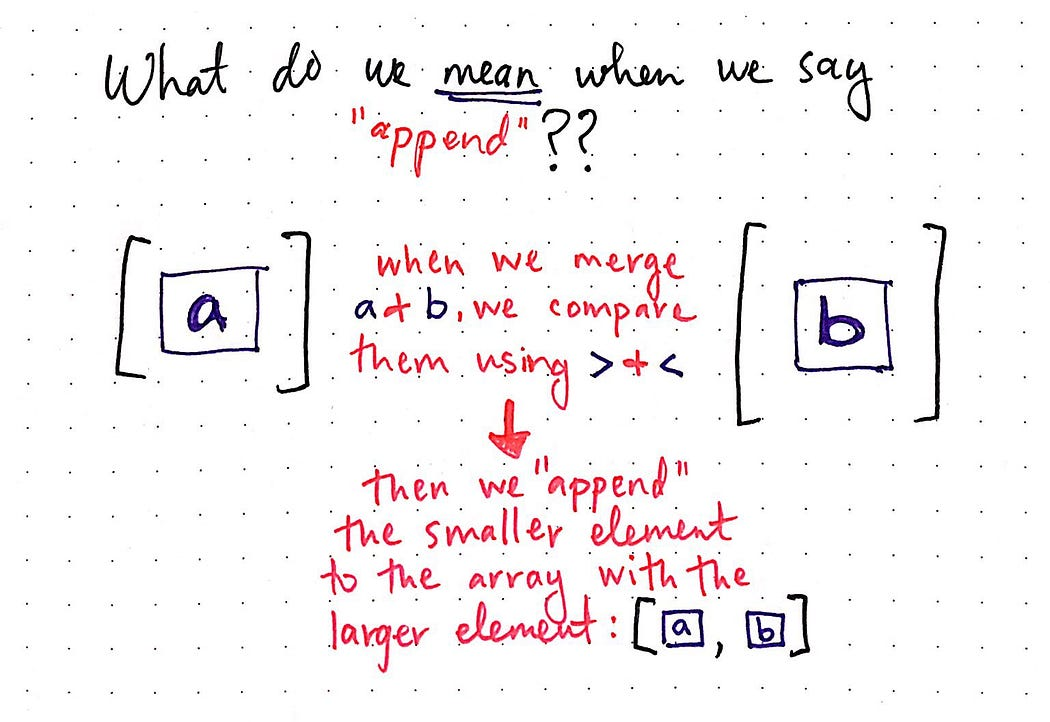 What do we mean when we say
"append"??
[a]
when we merge
a + b, we compare
them using > + <
[b]
then we "append"
the smaller element
to the array with the
larger element: [a, b]